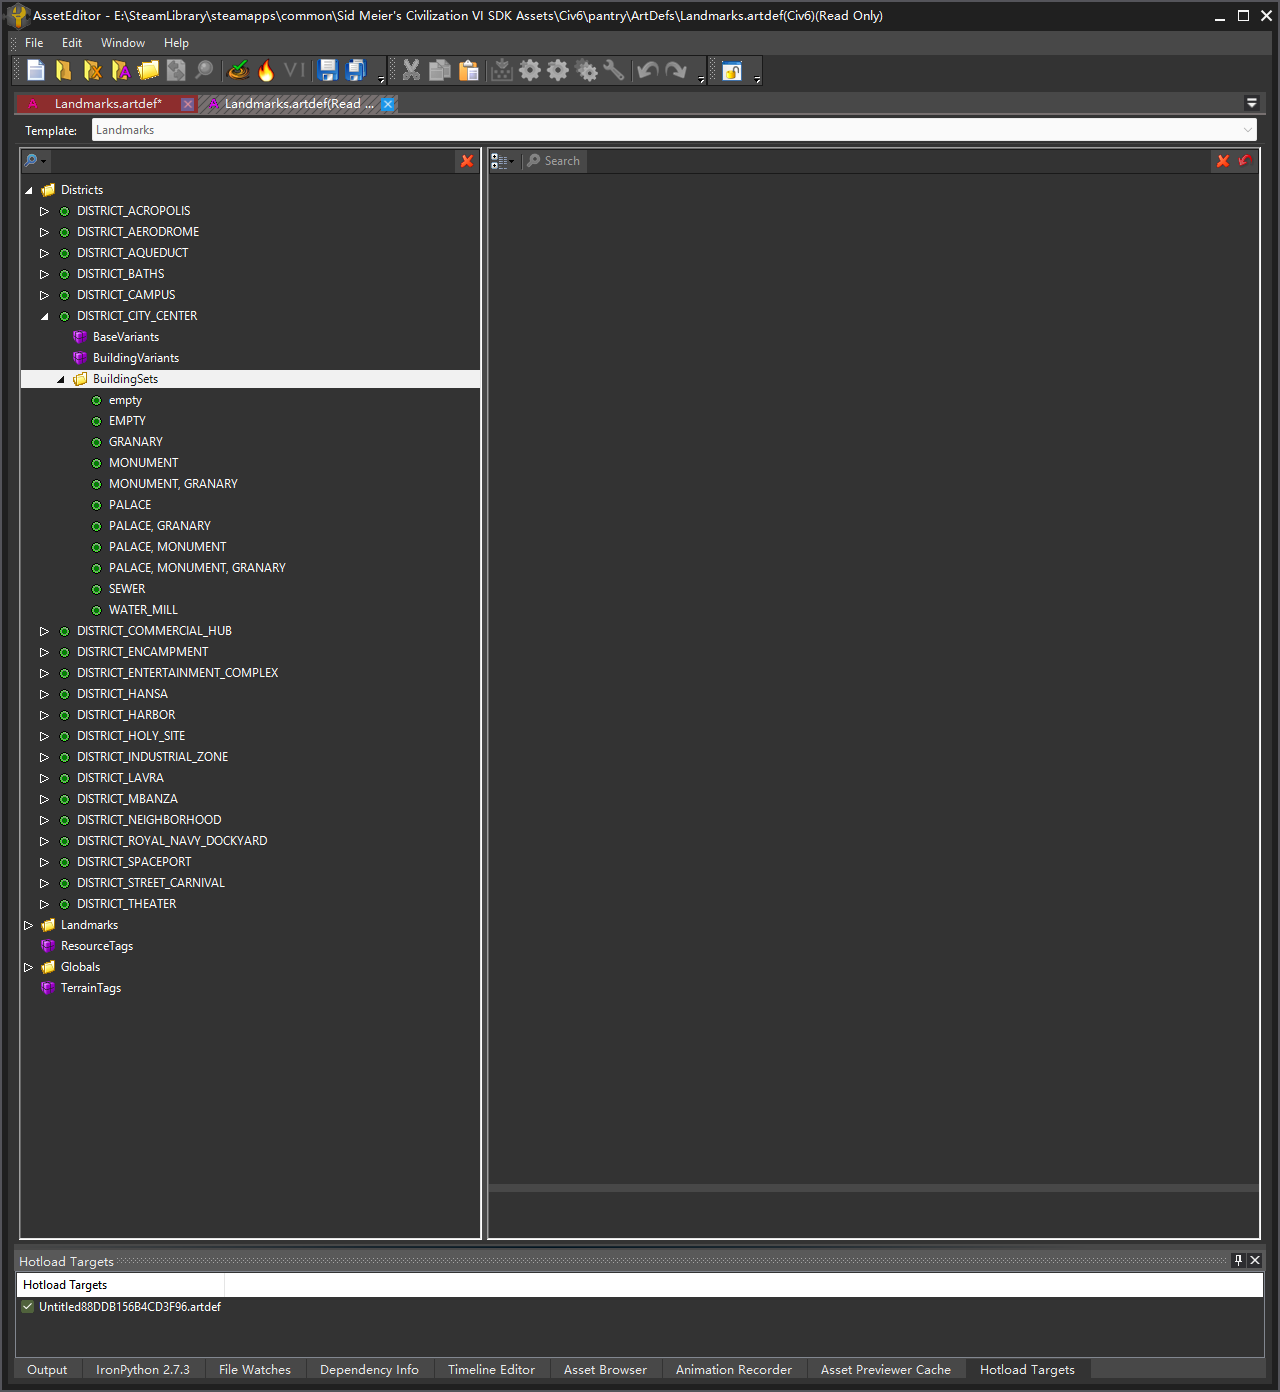 AssetEditor - E:\SteamLibrary\steamapps\common\Sid Meier's Civilization VI SDK Assets\Civ6\pantry\ArtDefs\Landmarks.artdef(Civ6)(Read Only)
File Edit Window Help
VI
Landmarks.artdef* Landmarks.artdef(Read ...
Template: Landmarks
Search
Districts
DISTRICT_ACROPOLIS
DISTRICT_AERODROME
DISTRICT_AQUEDUCT
DISTRICT_BATHS
DISTRICT_CAMPUS
DISTRICT_CITY_CENTER
BaseVariants
BuildingVariants
BuildingSets
empty
EMPTY
GRANARY
MONUMENT
MONUMENT, GRANARY
PALACE
PALACE, GRANARY
PALACE, MONUMENT
PALACE, MONUMENT, GRANARY
SEWER
WATER_MILL
DISTRICT_COMMERCIAL_HUB
DISTRICT_ENCAMPMENT
DISTRICT_ENTERTAINMENT_COMPLEX
DISTRICT_HANSA
DISTRICT_HARBOR
DISTRICT_HOLY_SITE
DISTRICT_INDUSTRIAL_ZONE
DISTRICT_LAVRA
DISTRICT_MBANZA
DISTRICT_NEIGHBORHOOD
DISTRICT_ROYAL_NAVY_DOCKYARD
DISTRICT_SPACEPORT
DISTRICT_STREET_CARNIVAL
DISTRICT_THEATER
Landmarks
ResourceTags
Globals
TerrainTags
Hotload Targets
Hotload Targets
Untitled88DDB156B4CD3F96.artdef
Output IronPython 2.7.3 File Watches Dependency Info Timeline Editor Asset Browser Animation Recorder Asset Previewer Cache Hotload Targets